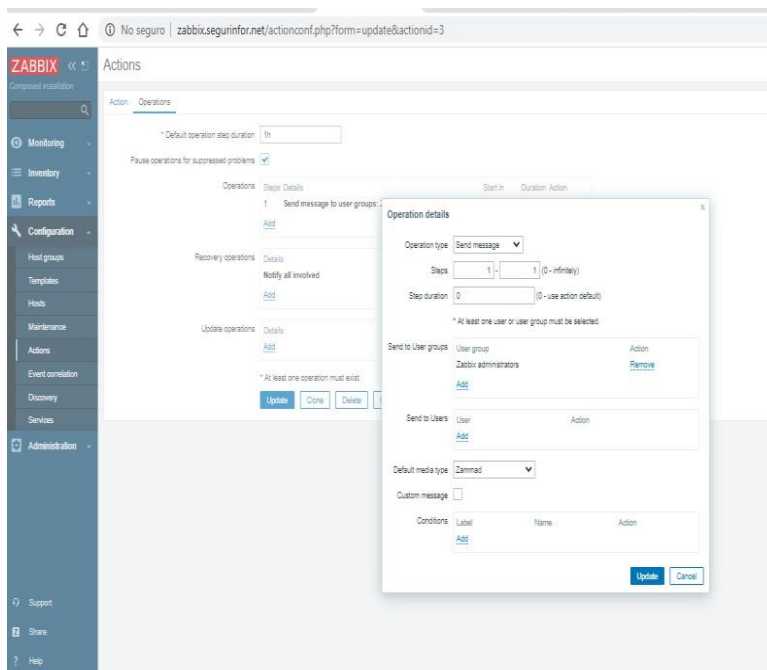 No seguro | zabbix.segurinfor.net/actionconf.php?form=update&actionid=3
ZABBIX
Composed installation
Monitoring
Inventory
Reports
Configuration
Host groups
Templates
Hosts
Maintenance
Actions
Event correlation
Discovery
Services
Administration
Support
Share
Help
Actions
Action Operations
* Default operation step duration 1h
Pause operations for suppressed problems
Operations Steps Details Start in Duration Action
1 Send message to user groups:
Add
Recovery operations Details
Notify all involved
Add
Update operations Details
Add
* At least one operation must exist.
Update Clone Delete
Operation details
Operation type Send message
Steps 1 - 1 (0 - infinitely)
Step duration 0 (0 - use action default)
* At least one user or user group must be selected.
Send to User groups User group Action
Zabbix administrators Remove
Add
Send to Users User Action
Add
Default media type Zammad
Custom message
Conditions Label Name Action
Add
Update Cancel